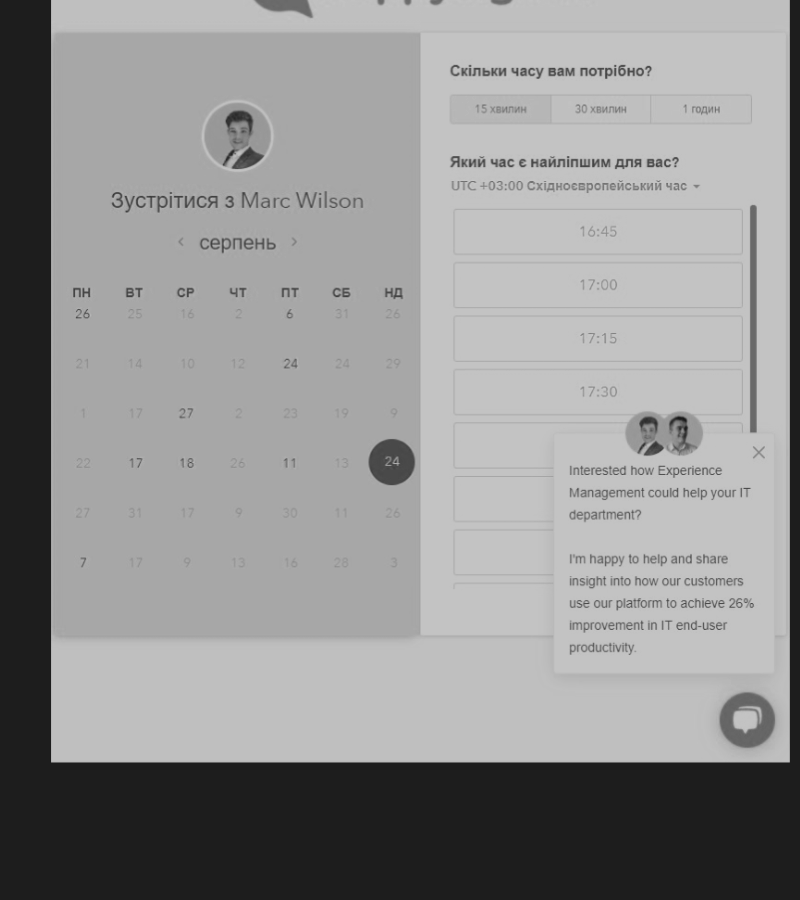 Зустрітися з Marc Wilson
серпень
ПН ВТ СР ЧТ ПТ СБ НД
26 25 16 2 6 31 26
21 14 10 12 24 24 29
1 17 27 2 23 19 9
22 17 18 26 11 13 24
27 31 17 9 30 11 26
7 17 9 13 16 28 3
Скільки часу вам потрібно?
15 хвилин 30 хвилин 1 годин
Який час є найліпшим для вас?
UTC +03:00 Східноєвропейський час
16:45
17:00
17:15
17:30
Interested how Experience
Management could help your IT
department?
I'm happy to help and share
insight into how our customers
use our platform to achieve 26%
improvement in IT end-user
productivity.